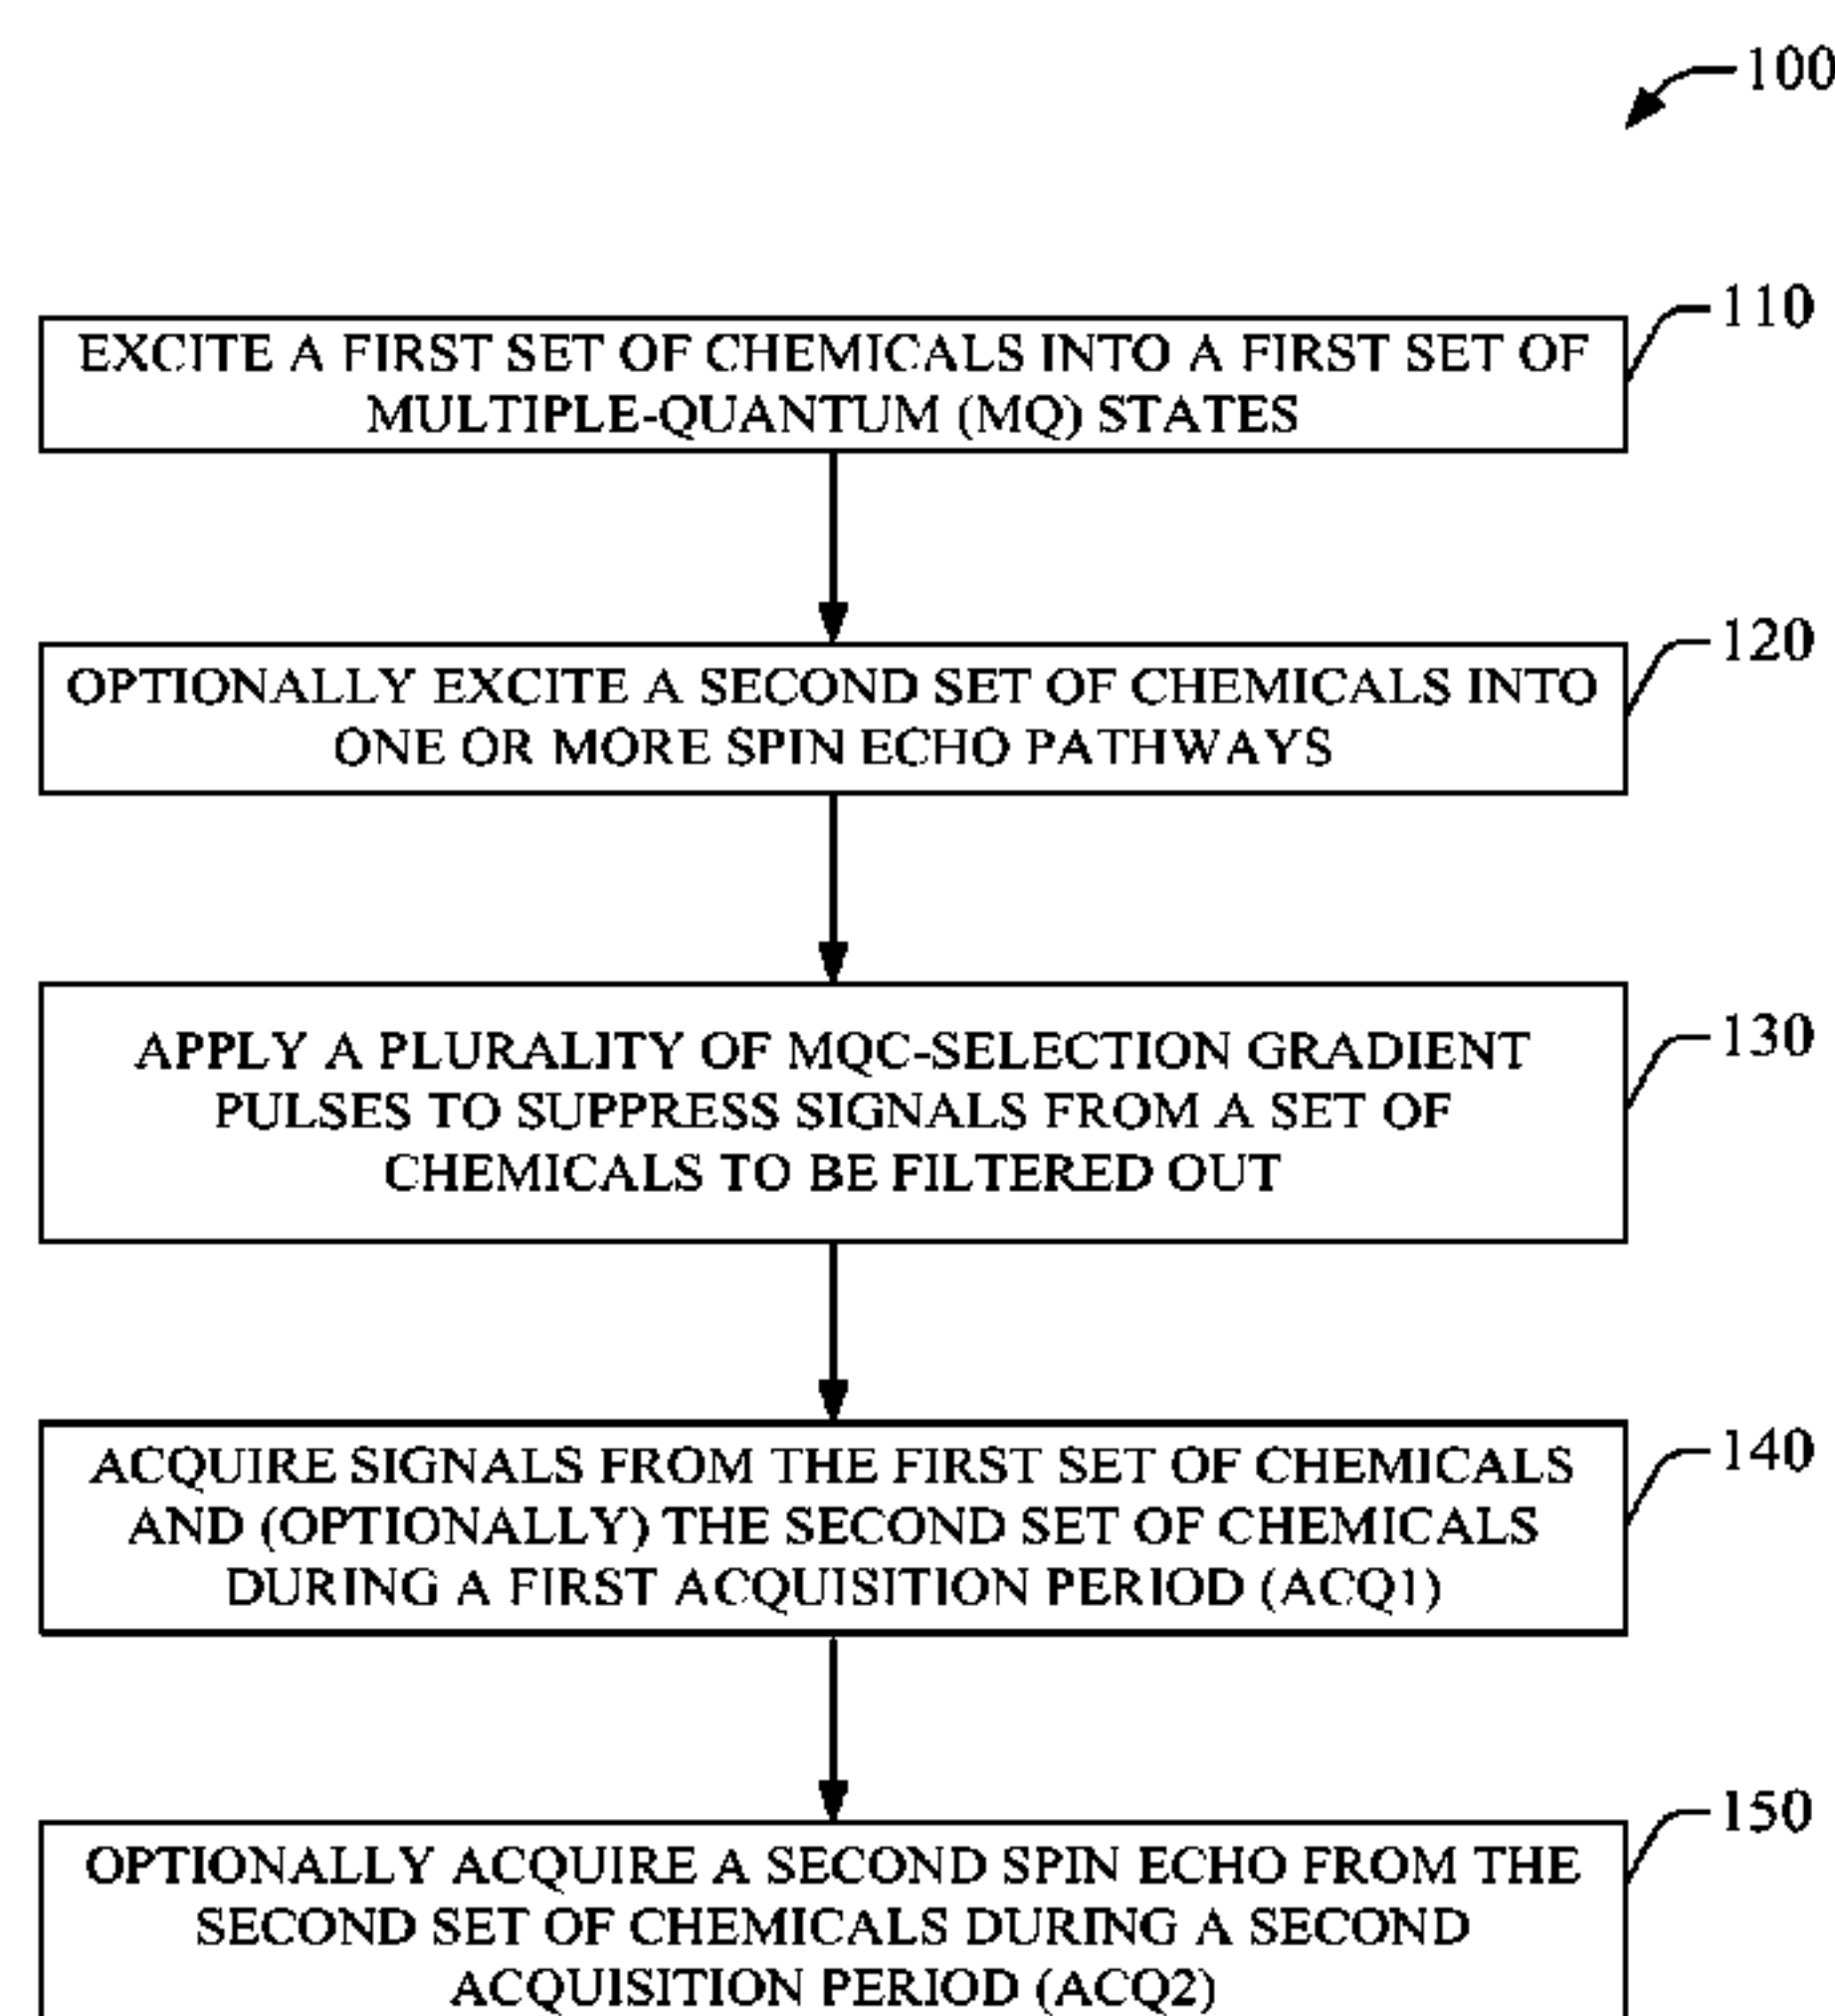 100
110
EXCITE A FIRST SET OF CHEMICALS INTO A FIRST SET OF
MULTIPLE-QUANTUM (MQ) STATES
120
OPTIONALLY EXCITE A SECOND SET OF CHEMICALS INTO
ONE OR MORE SPIN ECHO PATHWAYS
130
APPLY A PLURALITY OF MQC-SELECTION GRADIENT
PULSES TO SUPPRESS SIGNALS FROM A SET OF
CHEMICALS TO BE FILTERED OUT
140
ACQUIRE SIGNALS FROM THE FIRST SET OF CHEMICALS
AND (OPTIONALLY) THE SECOND SET OF CHEMICALS
DURING A FIRST ACQUISITION PERIOD (ACQ1)
150
OPTIONALLY ACQUIRE A SECOND SPIN ECHO FROM THE
SECOND SET OF CHEMICALS DURING A SECOND
ACQUISITION PERIOD (ACQ2)